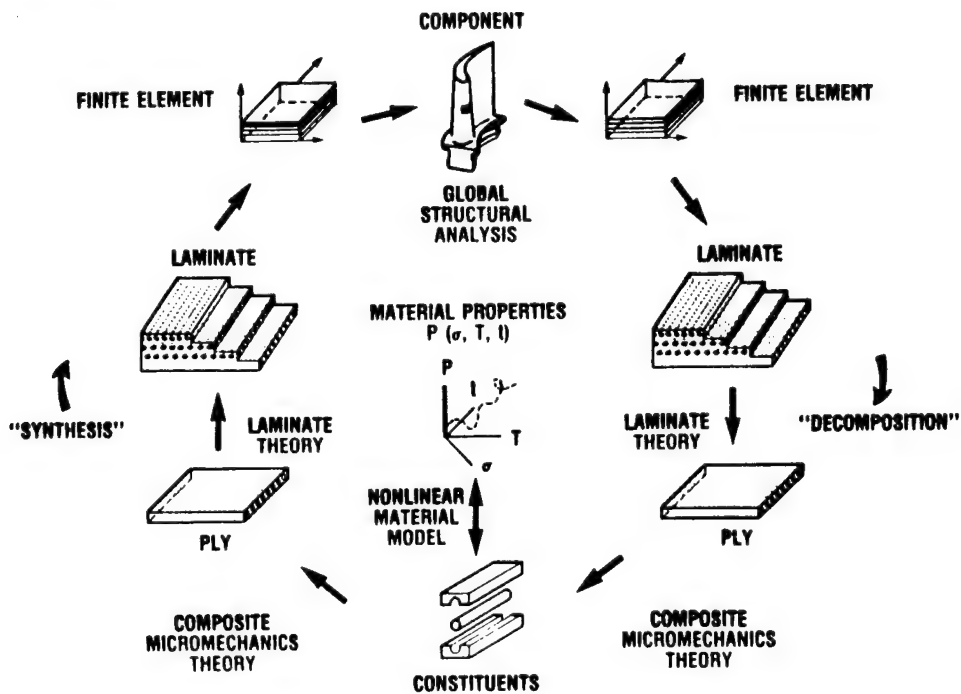 COMPONENT
FINITE ELEMENT
FINITE ELEMENT
GLOBAL
STRUCTURAL
ANALYSIS
LAMINATE
LAMINATE
MATERIAL PROPERTIES
P (σ, T, t)
P
t
T
σ
"SYNTHESIS"
LAMINATE
THEORY
LAMINATE
THEORY
"DECOMPOSITION"
NONLINEAR
MATERIAL
MODEL
PLY
PLY
COMPOSITE
MICROMECHANICS
THEORY
COMPOSITE
MICROMECHANICS
THEORY
CONSTITUENTS